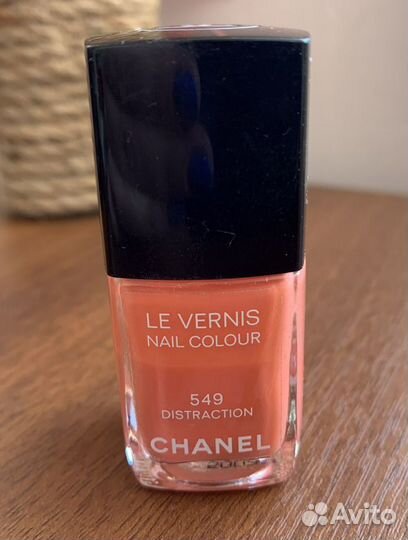 LE VERNIS
NAIL COLOUR
549
DISTRACTION
CHANEL
Avito